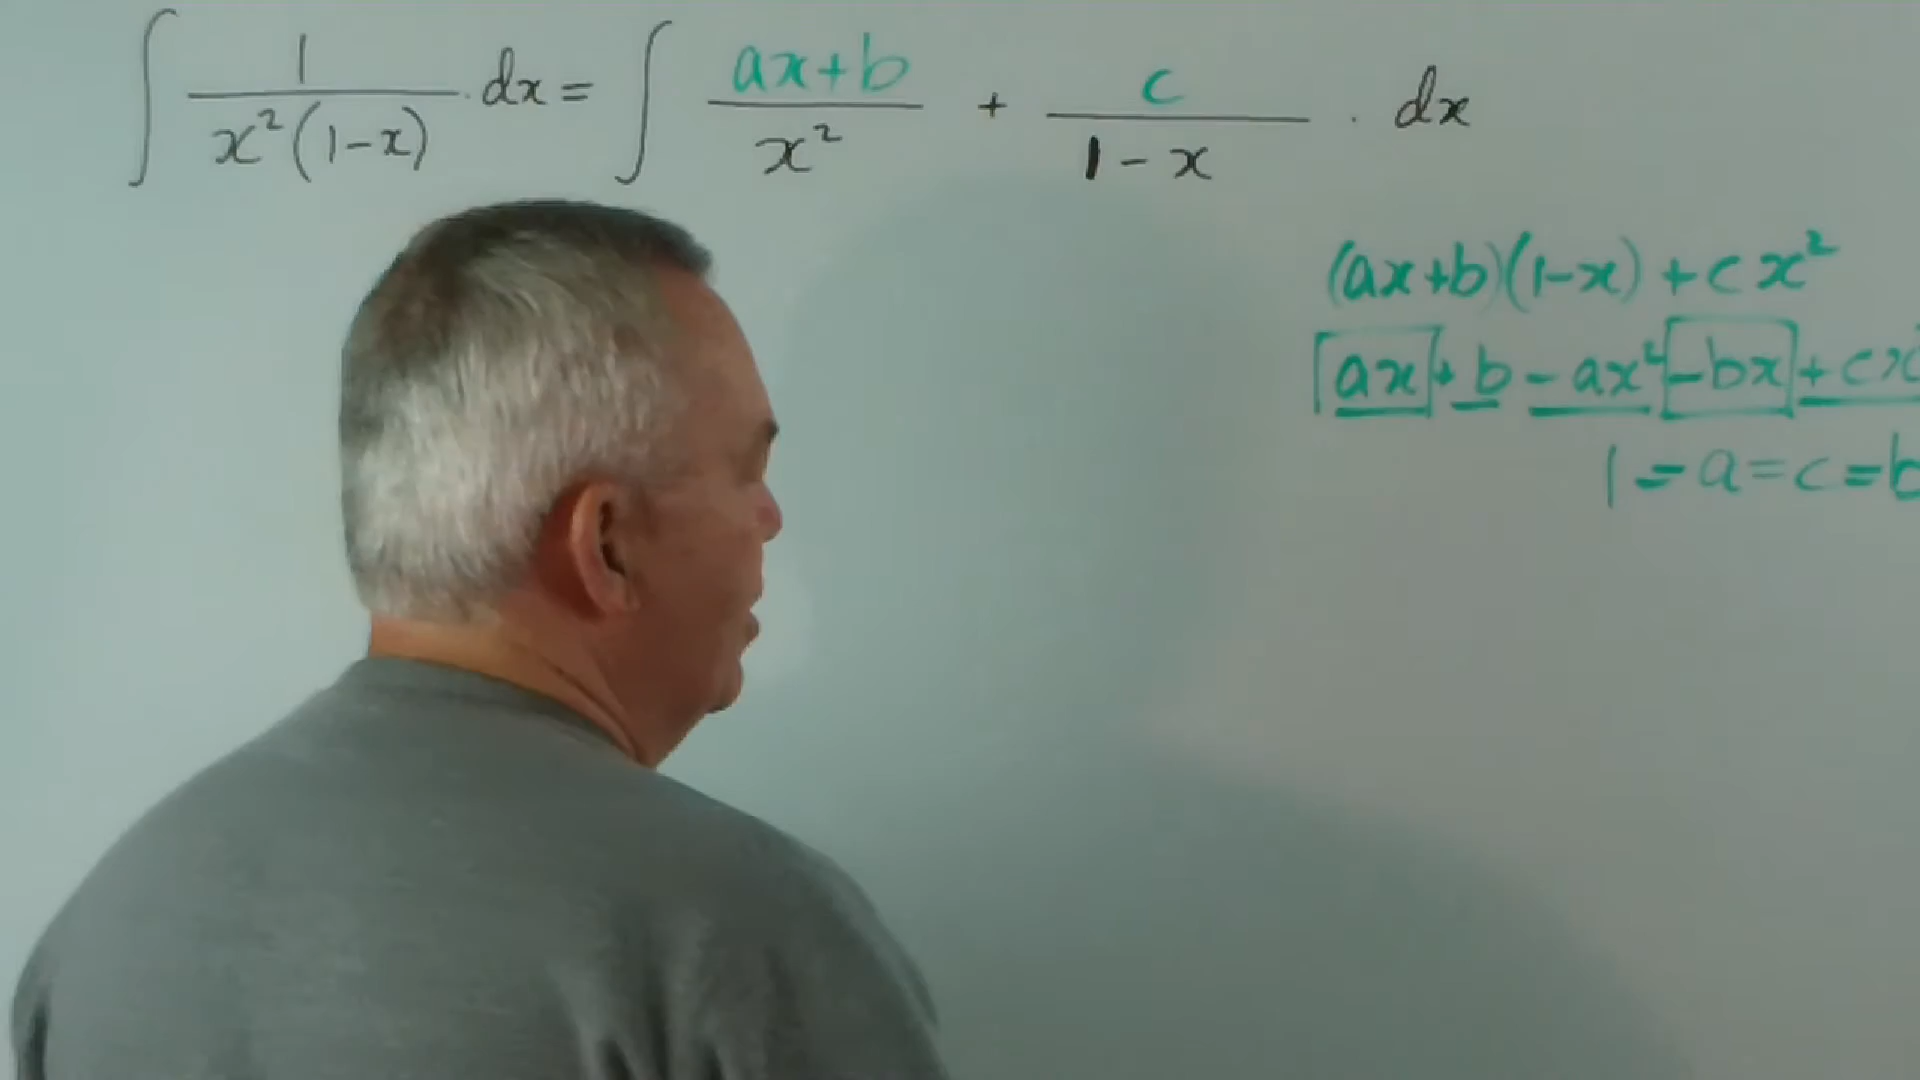 ∫ 1/(x²(1-x)) . dx = ∫ (ax+b)/x² + c/(1-x) . dx
(ax+b)(1-x) + cx²
ax + b - ax² - bx + cx
1 = a = c = b